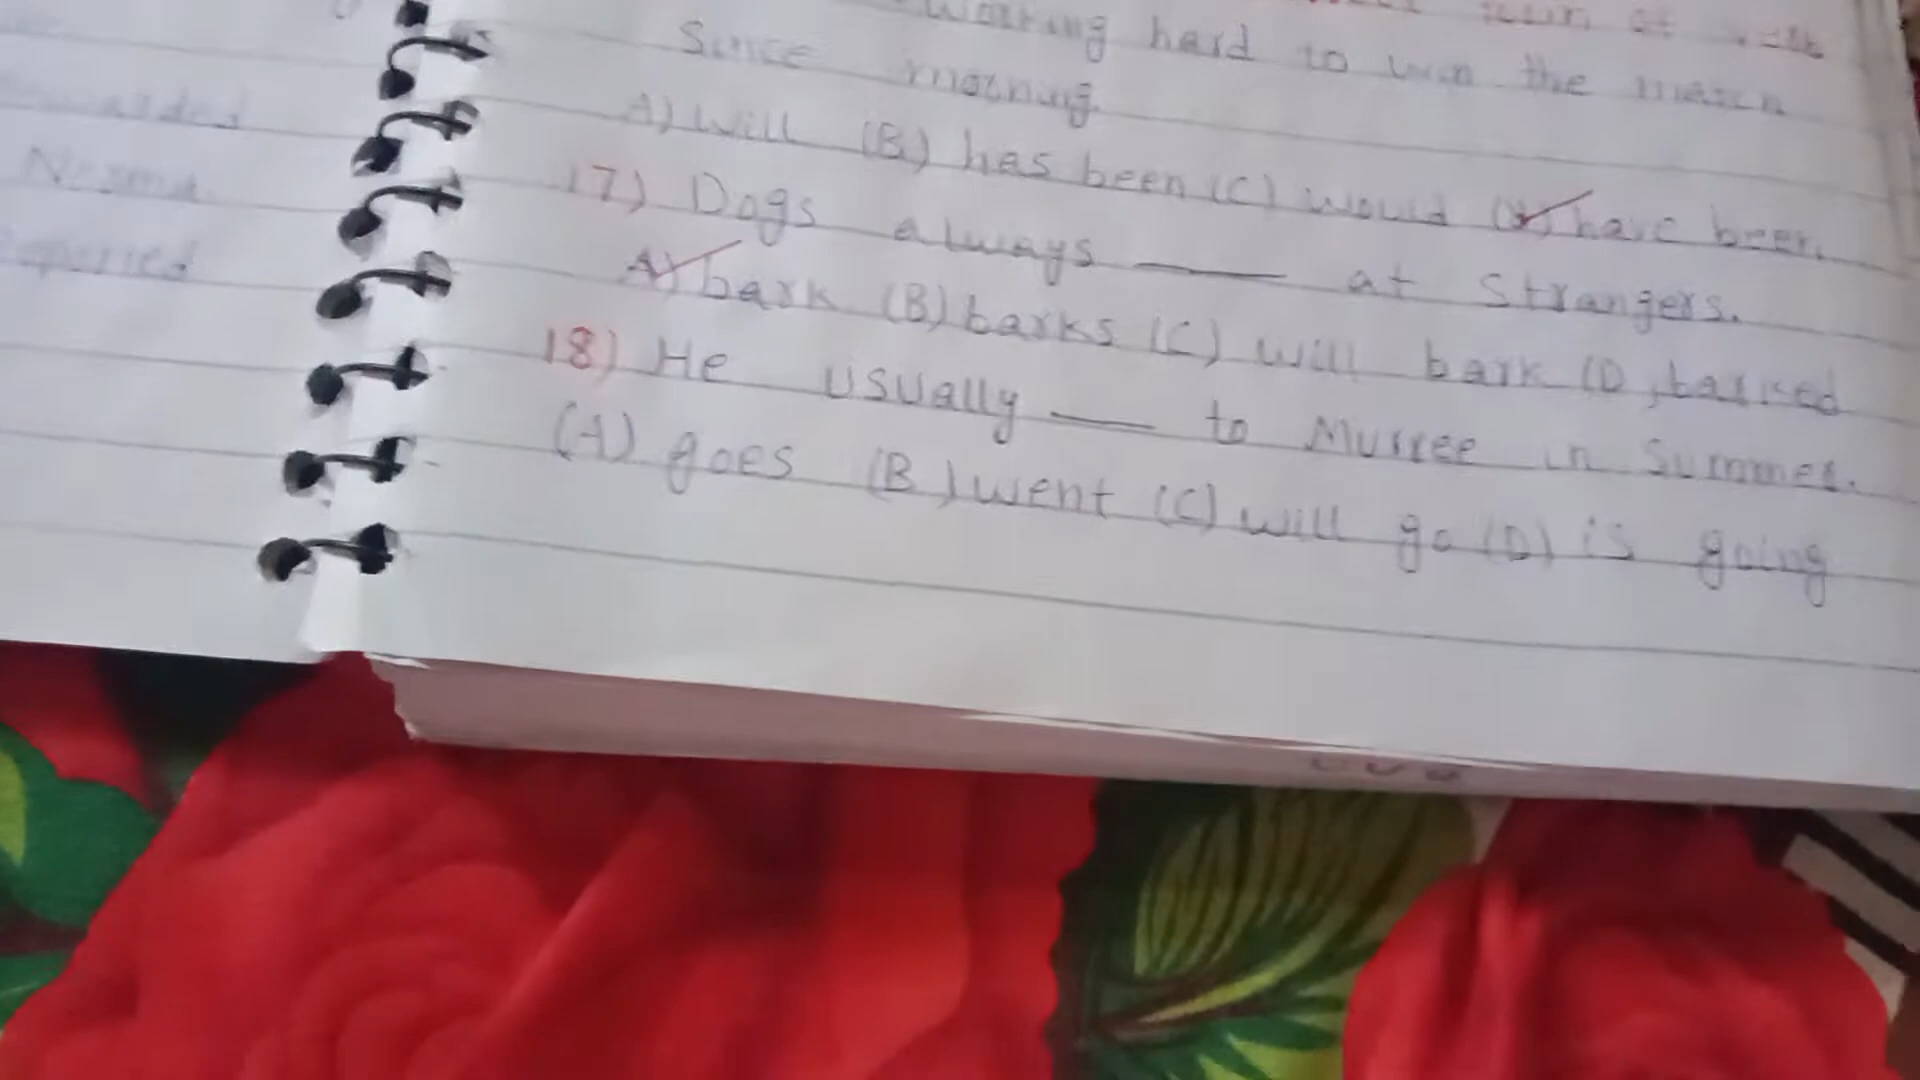 working hard to win the match
Since morning.
A) will (B) has been (C) would (D) have been.
17) Dogs always ____ at Strangers.
A) bark (B) barks (C) will bark (D) barked
18) He usually ____ to Murree in Summer.
(A) goes (B) went (C) will go (D) is going